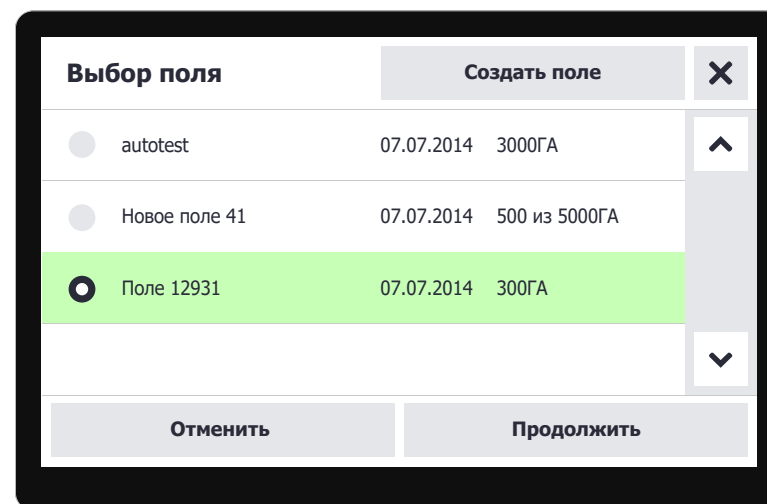 Выбор поля Создать поле
autotest 07.07.2014 3000ГА
Новое поле 41 07.07.2014 500 из 5000ГА
Поле 12931 07.07.2014 300ГА
Отменить Продолжить